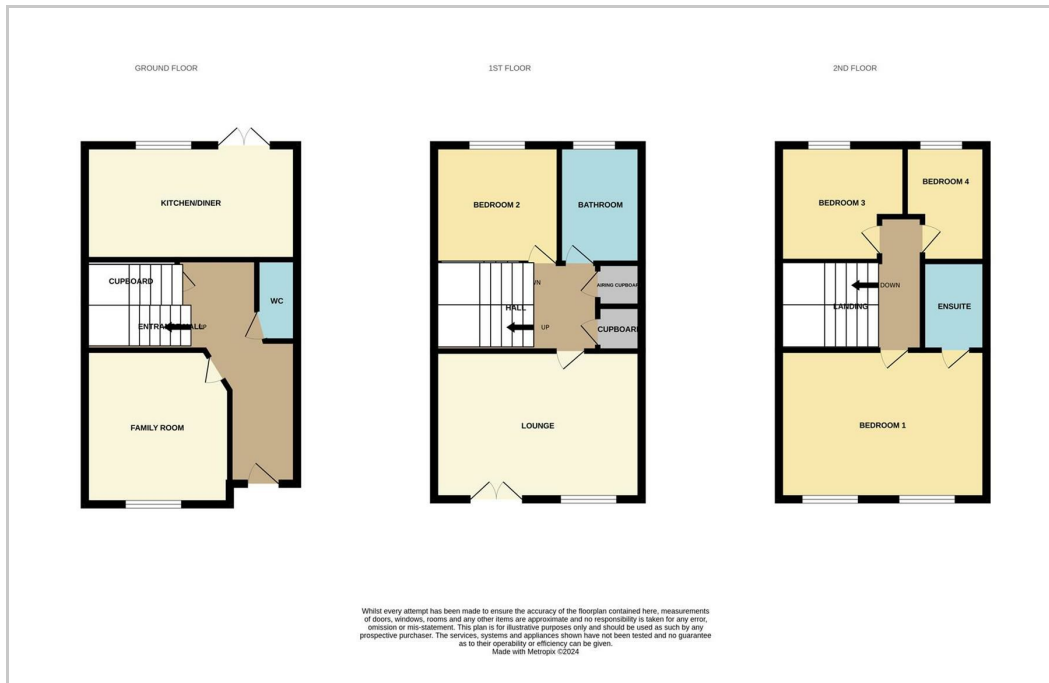 GROUND FLOOR
KITCHEN/DINER
CUPBOARD
WC
UP
FAMILY ROOM
1ST FLOOR
BEDROOM 2
BATHROOM
HALL
UP
CUPBOARD
LOUNGE
2ND FLOOR
BEDROOM 3
BEDROOM 4
LANDING
DOWN
ENSUITE
BEDROOM 1
Whilst every attempt has been made to ensure the accuracy of the floorplan contained here, measurements
of doors, windows, rooms and any other items are approximate and no responsibility is taken for any error,
omission or mis-statement. This plan is for illustrative purposes only and should be used as such by any
prospective purchaser. The services, systems and appliances shown have not been tested and no guarantee
as to their operability or efficiency can be given.
Made with Metropix ©2024